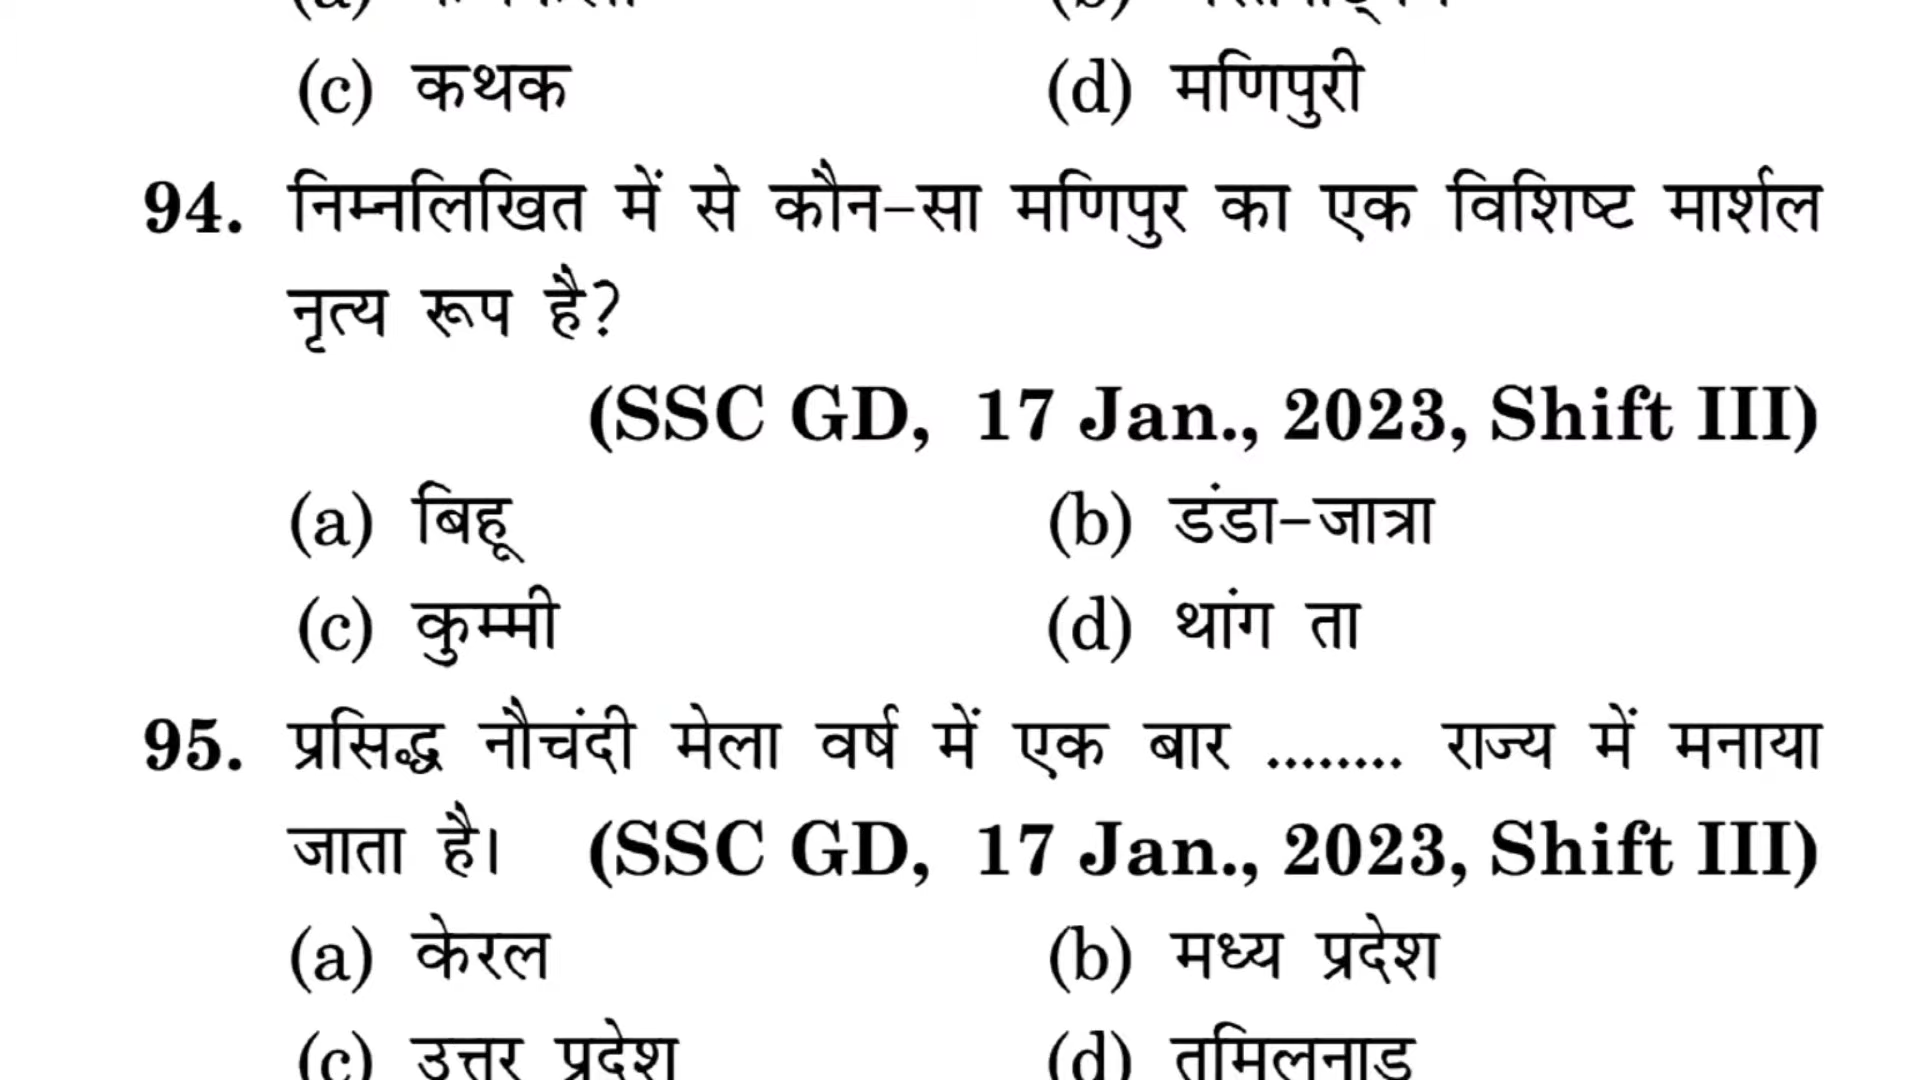 (c) कथक (d) मणिपुरी
94. निम्नलिखित में से कौन-सा मणिपुर का एक विशिष्ट मार्शल
नृत्य रूप है?
(SSC GD, 17 Jan., 2023, Shift III)
(a) बिहू (b) डंडा-जात्रा
(c) कुम्मी (d) थांग ता
95. प्रसिद्ध नौचंदी मेला वर्ष में एक बार ........ राज्य में मनाया
जाता है। (SSC GD, 17 Jan., 2023, Shift III)
(a) केरल (b) मध्य प्रदेश
(c) उत्तर प्रदेश (d) तमिलनाडु